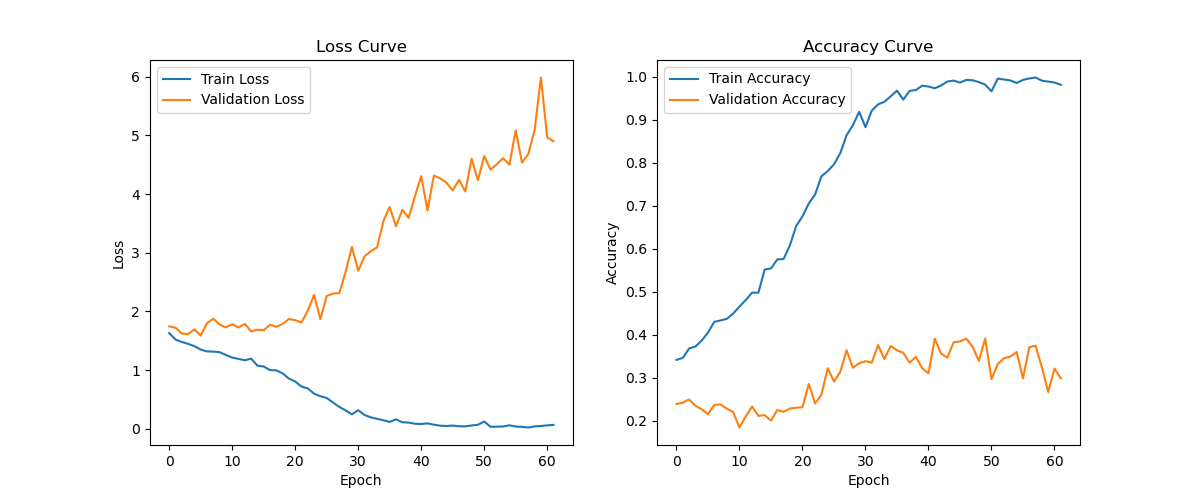 Loss Curve
Train Loss
Validation Loss
6
5
4
3
2
1
0
Loss
0 10 20 30 40 50 60
Epoch
Accuracy Curve
Train Accuracy
Validation Accuracy
1.0
0.9
0.8
0.7
0.6
0.5
0.4
0.3
0.2
Accuracy
0 10 20 30 40 50 60
Epoch